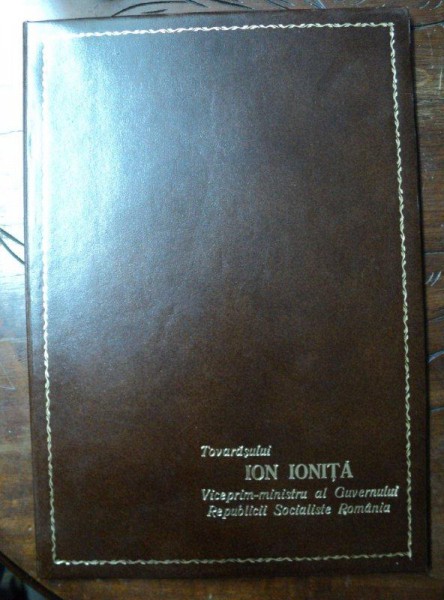 Tovarășului
ION IONIȚĂ
Viceprim-ministru al Guvernului
Republicii Socialiste România